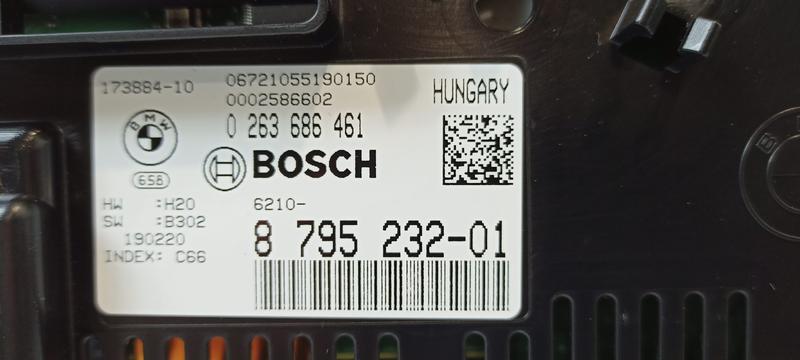 173884-10
06721055190150
0002586602
HUNGARY
0 263 686 461
BMW
BOSCH
658
HW :H20
SW :B302
190220
INDEX: C66
6210-
8 795 232-01